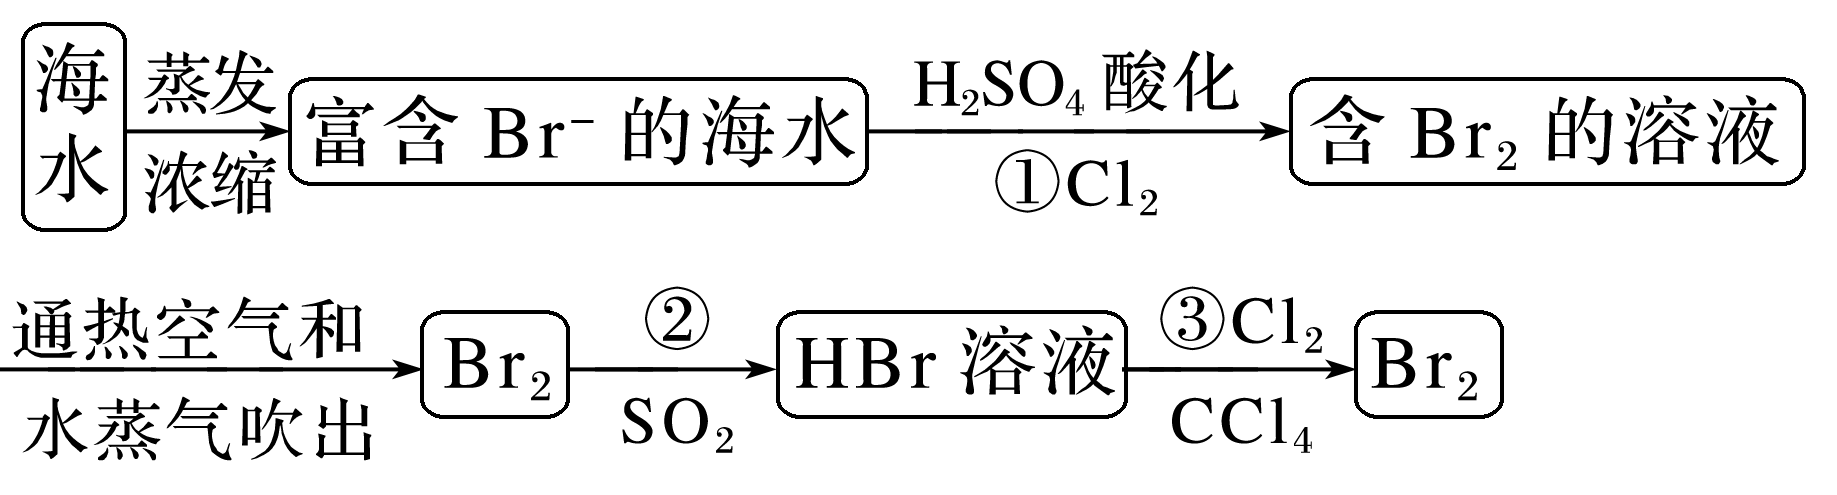 海水 蒸发浓缩 富含 Br⁻ 的海水 H₂SO₄ 酸化 ①Cl₂ 含 Br₂ 的溶液
通热空气和水蒸气吹出 Br₂ ② SO₂ HBr 溶液 ③Cl₂ CCl₄ Br₂